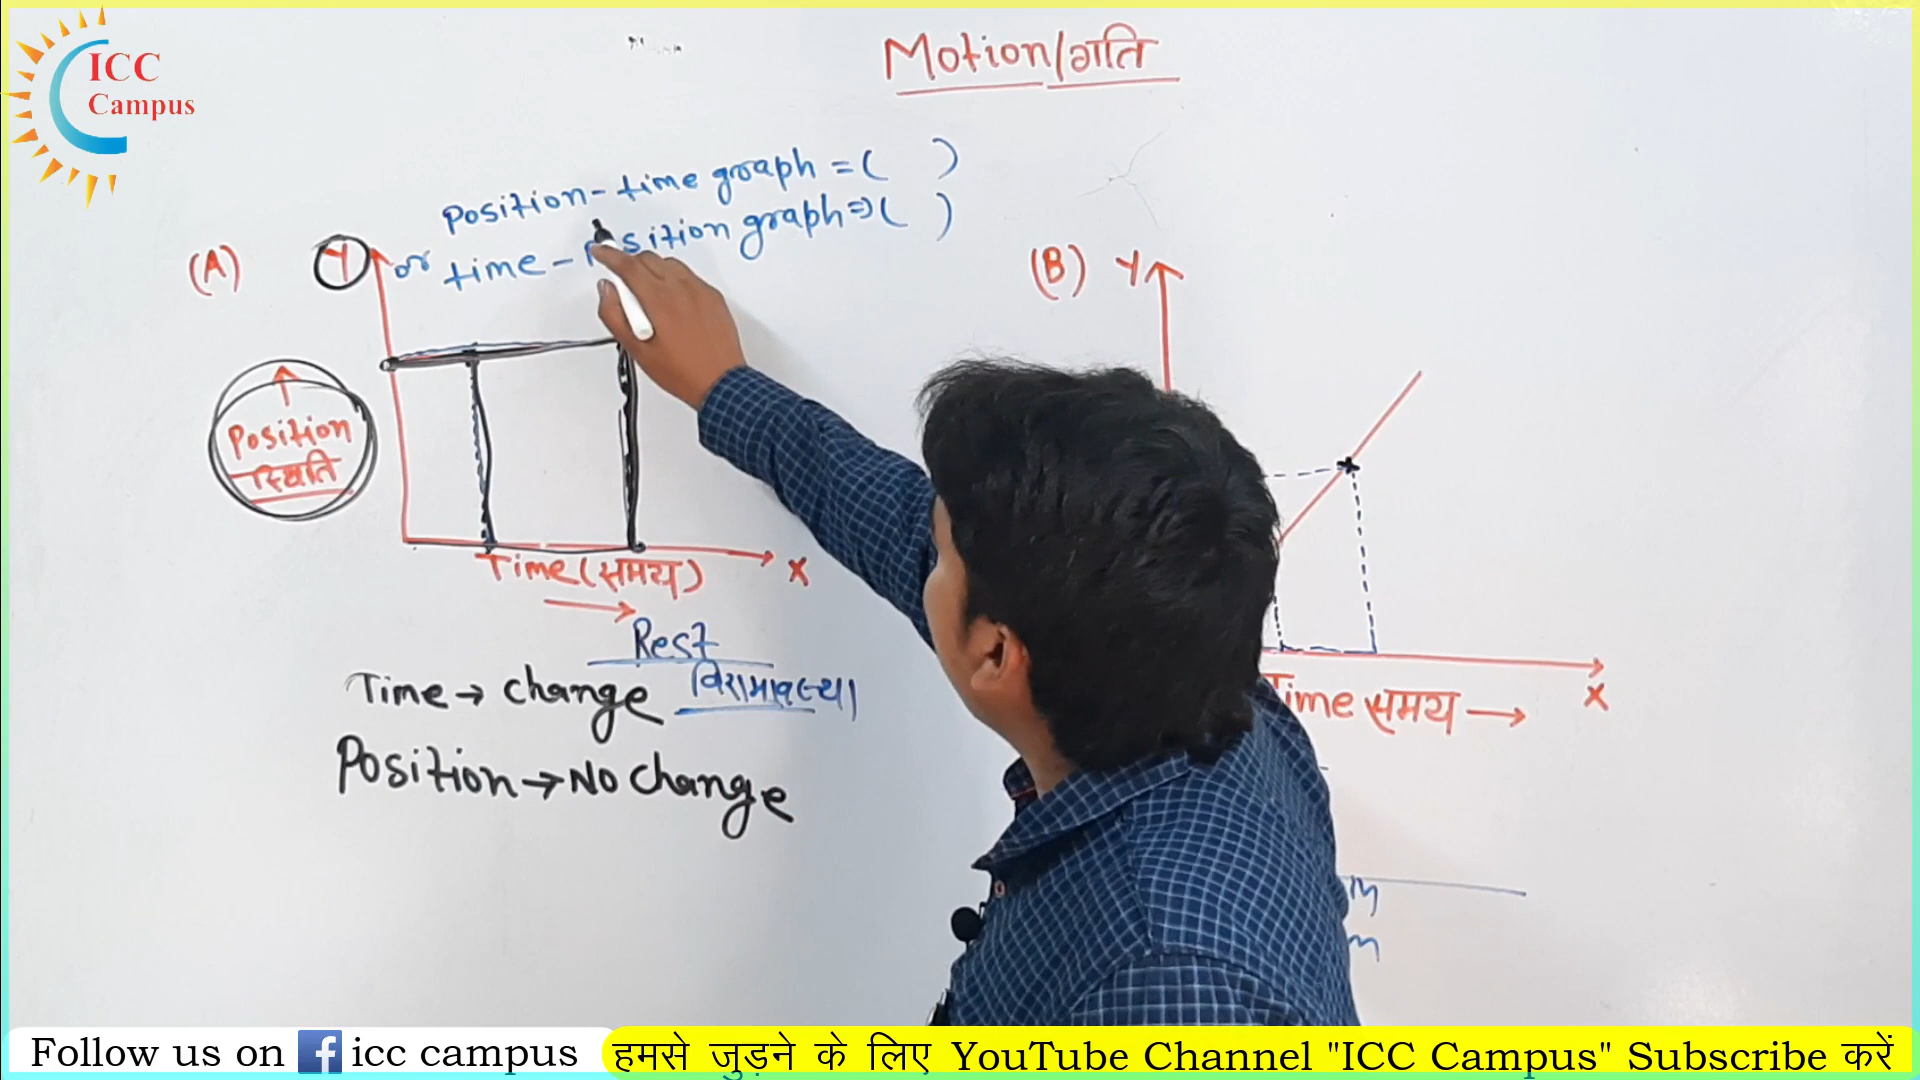 ICC
Campus
Motion/गति
Position-time graph = ( )
or time-position graph => ( )
(A)
Y
Position
स्थिति
Time (समय)
X
Rest
विरामावस्था
Time → change
Position → No change
(B)
Y
Time समय →
X
m
m
Follow us on f icc campus
हमसे जुड़ने के लिए YouTube Channel "ICC Campus" Subscribe करें